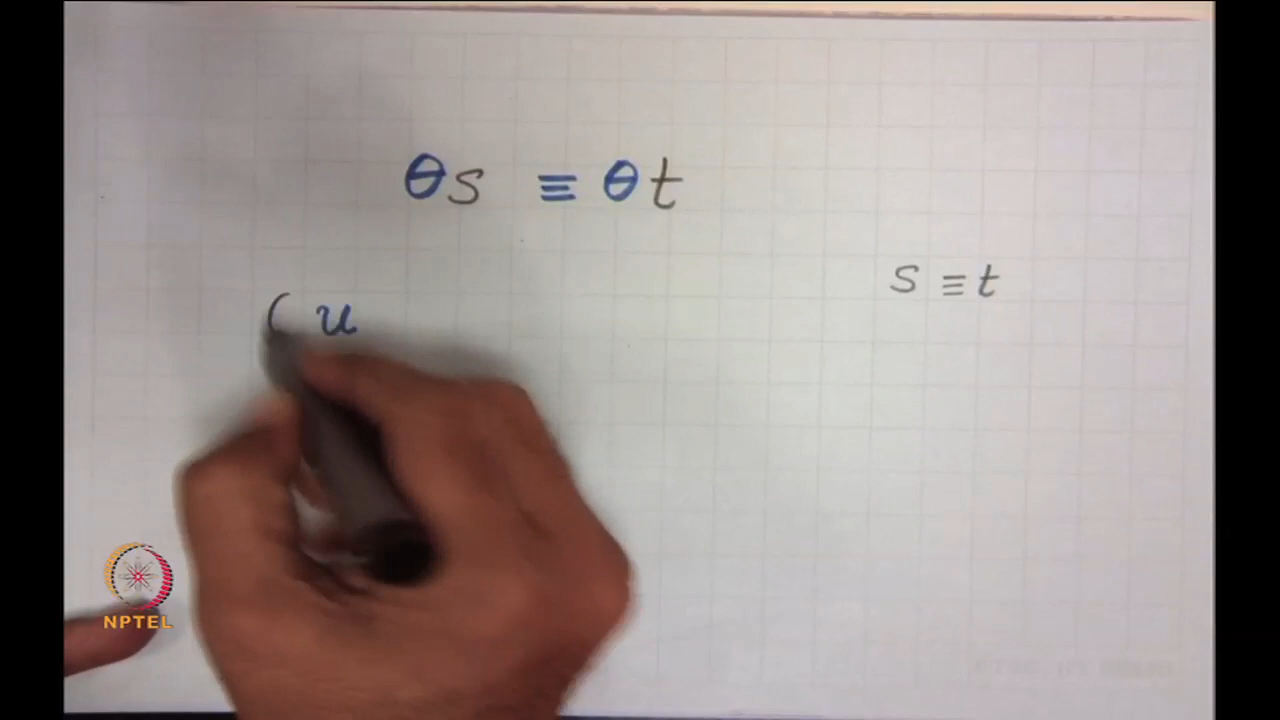 θs ≡ θt
s ≡ t
( u
NPTEL